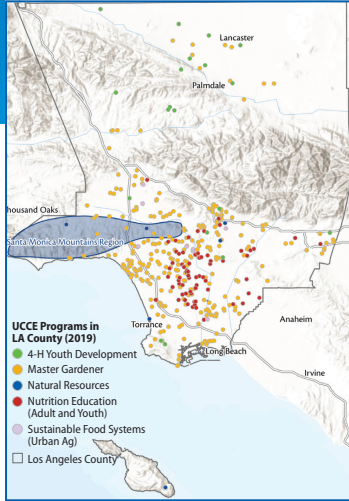 Lancaster
Palmdale
housand Oaks
Santa Monica Mountains Region
Torrance
Long Beach
Anaheim
Irvine
UCCE Programs in
LA County (2019)
4-H Youth Development
Master Gardener
Natural Resources
Nutrition Education
(Adult and Youth)
Sustainable Food Systems
(Urban Ag)
Los Angeles County